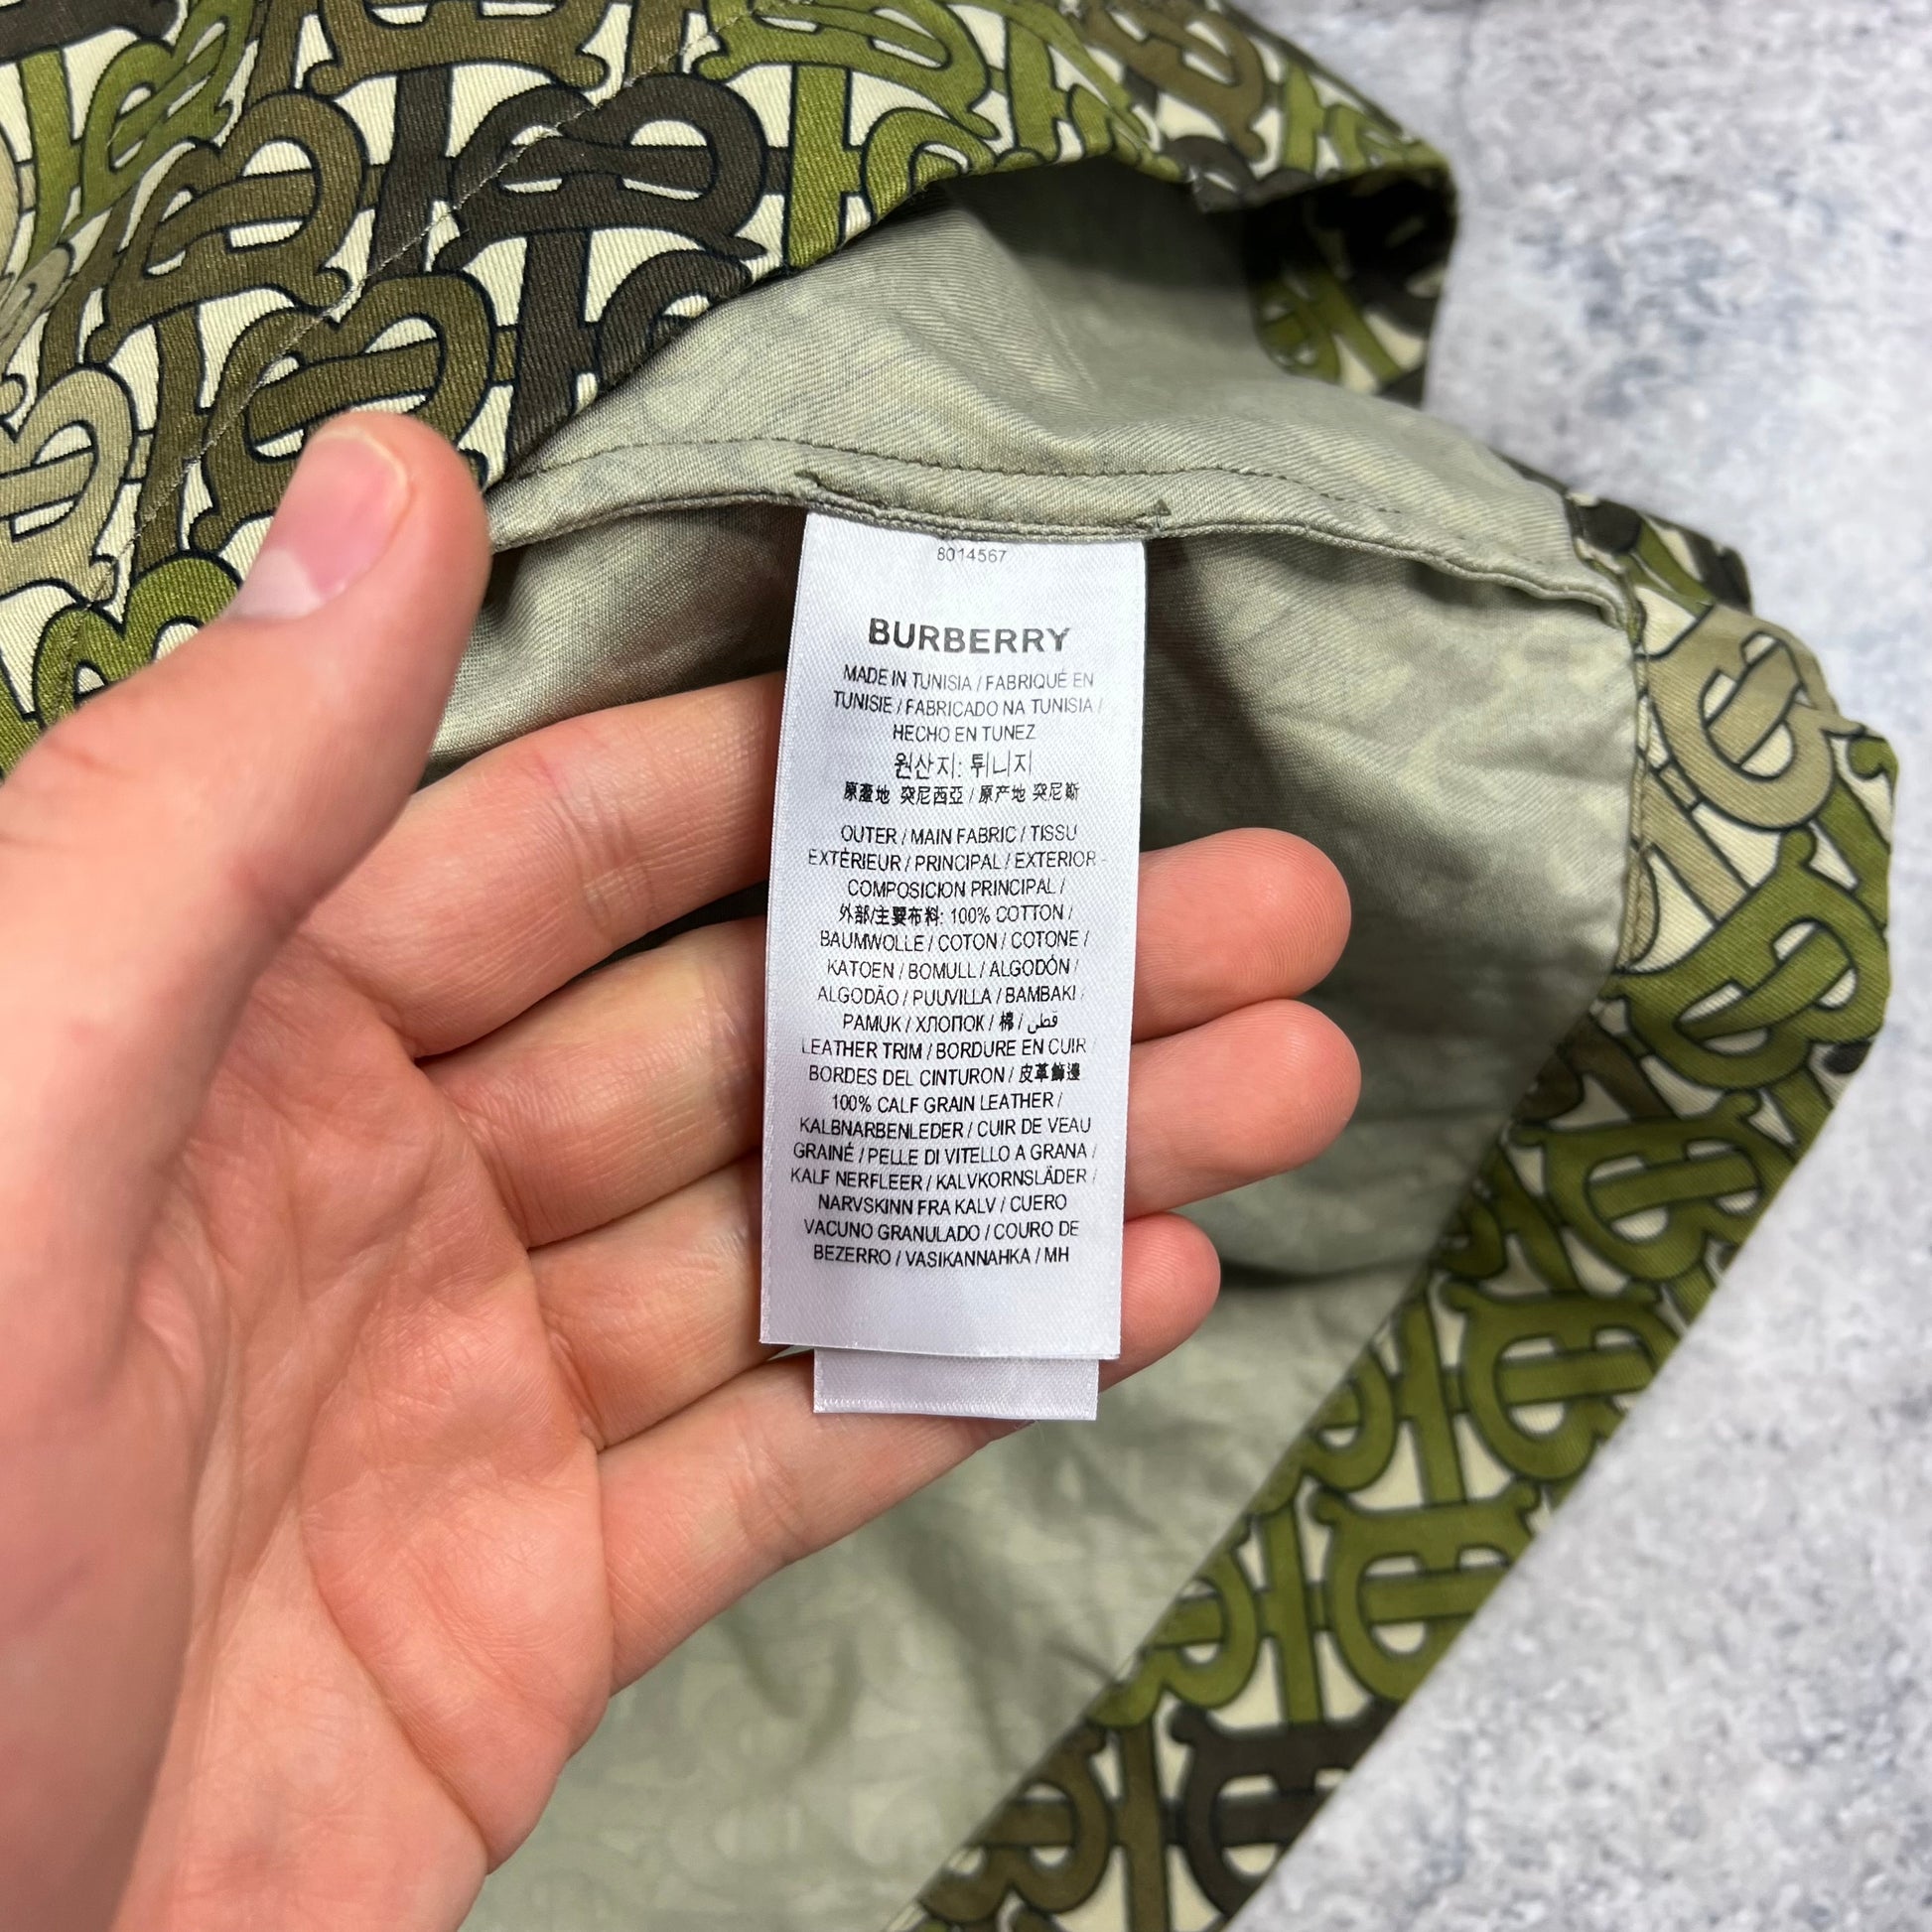 8014567
BURBERRY
MADE IN TUNISIA / FABRIQUÉ EN
TUNISIE / FABRICADO NA TUNISIA /
HECHO EN TUNEZ
원산지: 튀니지
原產地 突尼西亞 / 原产地 突尼斯
OUTER / MAIN FABRIC / TISSU
EXTÉRIEUR / PRINCIPAL / EXTERIOR -
COMPOSICION PRINCIPAL /
外部/主要布料: 100% COTTON /
BAUMWOLLE / COTON / COTONE /
KATOEN / BOMULL / ALGODÓN /
ALGODÃO / PUUVILLA / BAMBAKI /
PAMUK / ХЛОПОК / 棉 / قطن
LEATHER TRIM / BORDURE EN CUIR /
BORDES DEL CINTURON / 皮革飾邊
100% CALF GRAIN LEATHER /
KALBNARBENLEDER / CUIR DE VEAU
GRAINÉ / PELLE DI VITELLO A GRANA /
KALF NERFLEER / KALVKORNSLÄDER /
NARVSKINN FRA KALV / CUERO
VACUNO GRANULADO / COURO DE
BEZERRO / VASIKANNAHKA / MH